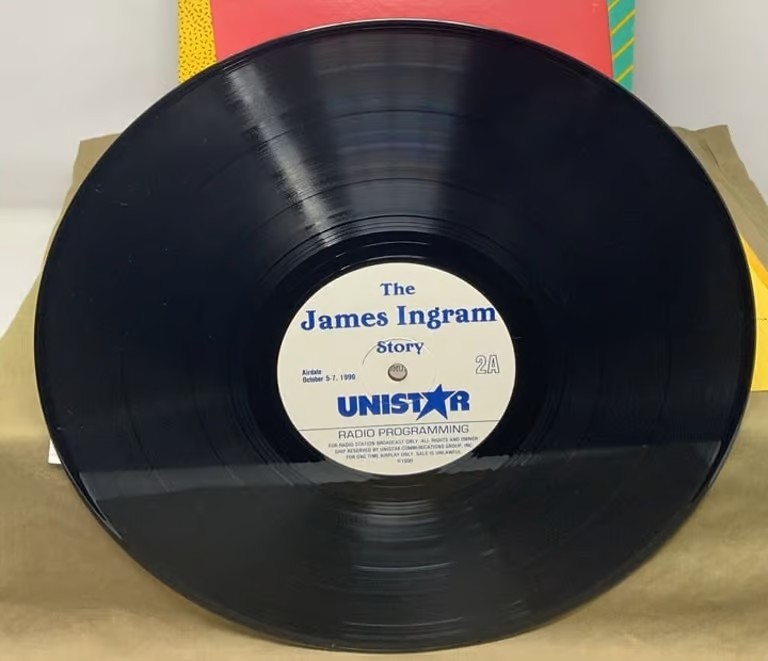 The
James Ingram
Story
2A
Airdate
October 5-7, 1990
UNISTAR
RADIO PROGRAMMING
FOR RADIO STATION BROADCAST ONLY. ALL RIGHTS AND OWNER-
SHIP RESERVED BY UNISTAR COMMUNICATIONS GROUP, INC.
FOR ONE TIME AIRPLAY ONLY. SALE IS UNLAWFUL.
℗1990